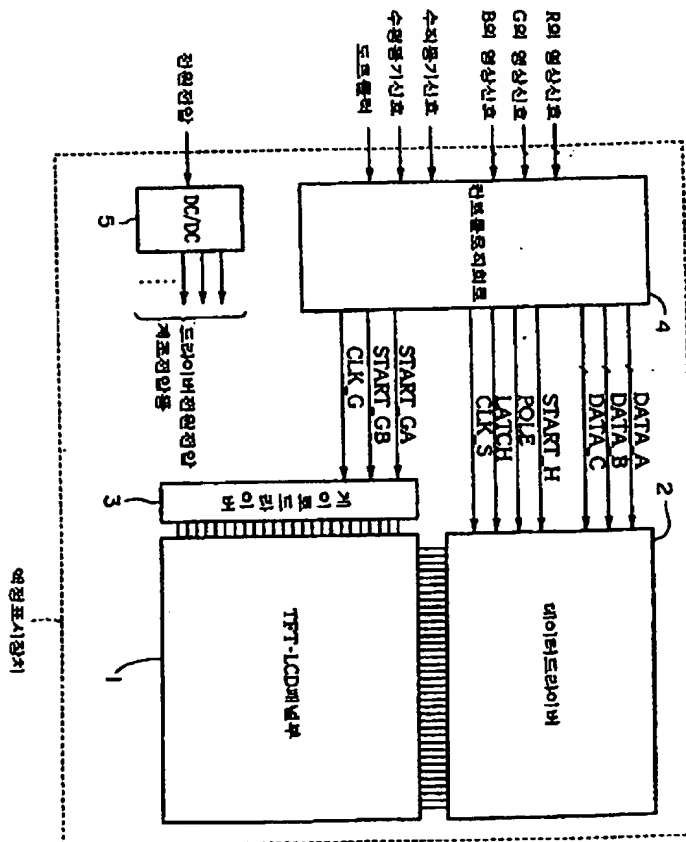 R의 영상신호
G의 영상신호
B의 영상신호
수직동기신호
수평동기신호
도트클럭
전원전압
컨트롤로직회로
4
DC/DC
5
드라이버전원전압
계조전압등
DATA_A
DATA_B
DATA_C
START_H
POLE
LATCH
CLK_S
START_GA
START_GB
CLK_G
2
데이터드라이버
게이트드라이버
3
TFT-LCD패널부
1
액정표시장치